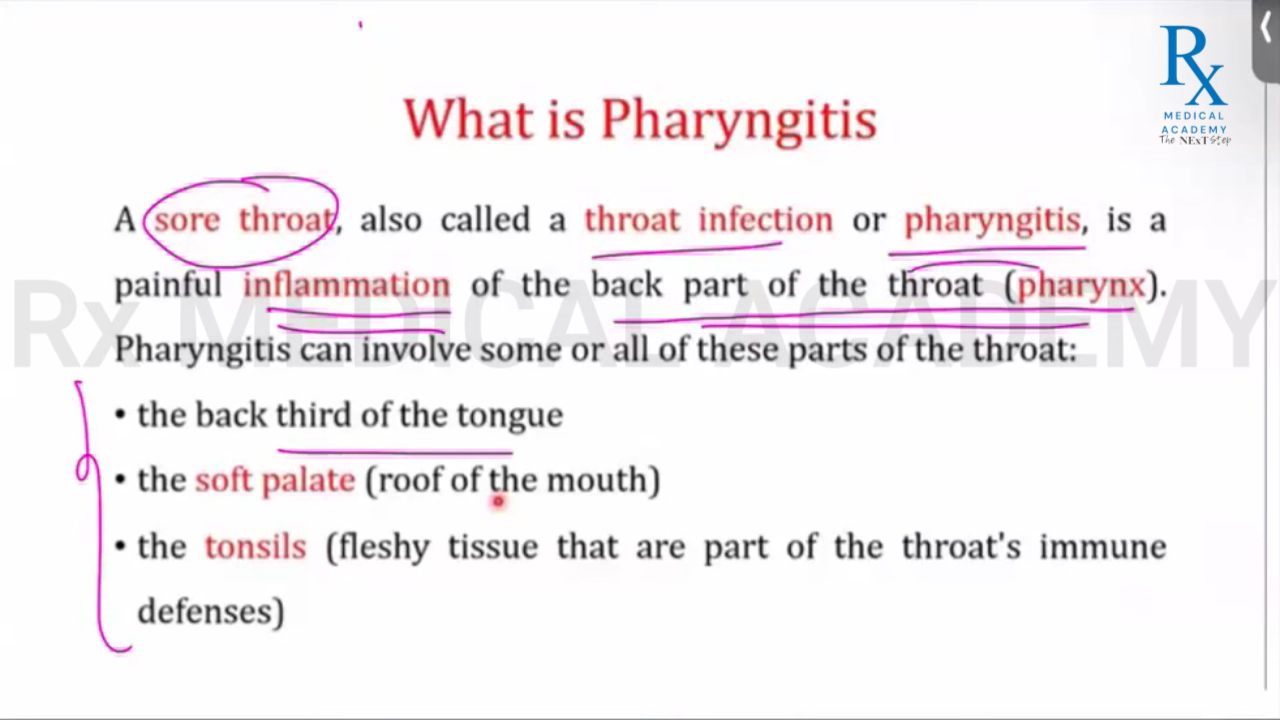 Rx
MEDICAL
ACADEMY
The NExT Step
What is Pharyngitis
A sore throat, also called a throat infection or pharyngitis, is a
painful inflammation of the back part of the throat (pharynx).
Rx MEDICAL ACADEMY
Pharyngitis can involve some or all of these parts of the throat:
• the back third of the tongue
• the soft palate (roof of the mouth)
• the tonsils (fleshy tissue that are part of the throat's immune
defenses)